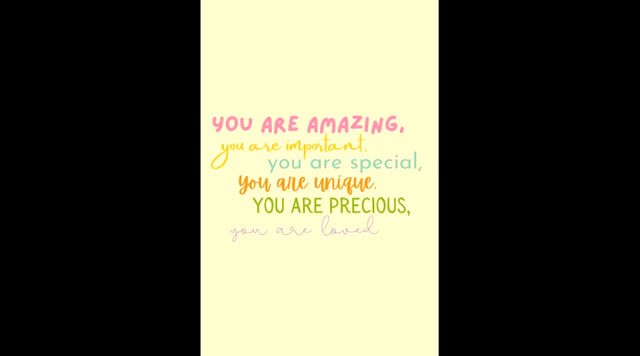 YOU ARE AMAZING,
you are important,
you are special,
you are unique.
YOU ARE PRECIOUS,
you are loved